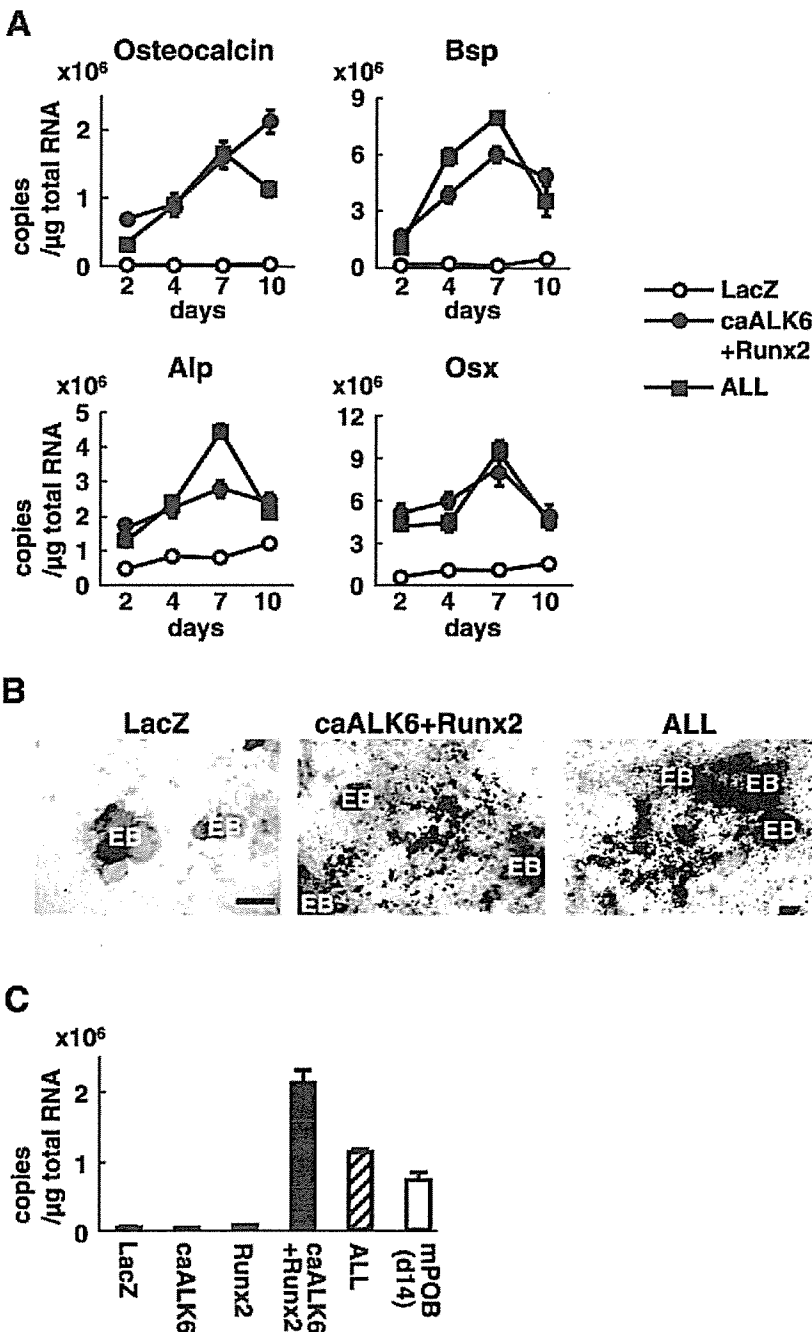 A
Osteocalcin
x10⁶
2
1
0
copies
/µg total RNA
2 4 7 10
days
Bsp
x10⁶
9
6
3
0
2 4 7 10
days
LacZ
caALK6
+Runx2
ALL
Alp
x10⁶
5
4
3
2
1
0
copies
/µg total RNA
2 4 7 10
days
Osx
x10⁶
12
9
6
3
0
2 4 7 10
days
B
LacZ
EB
EB
caALK6+Runx2
EB
EB
EB
ALL
EB
EB
EB
C
x10⁶
2
1
0
copies
/µg total RNA
LacZ
caALK6
Runx2
caALK6
+Runx2
ALL
mPOB
(d14)